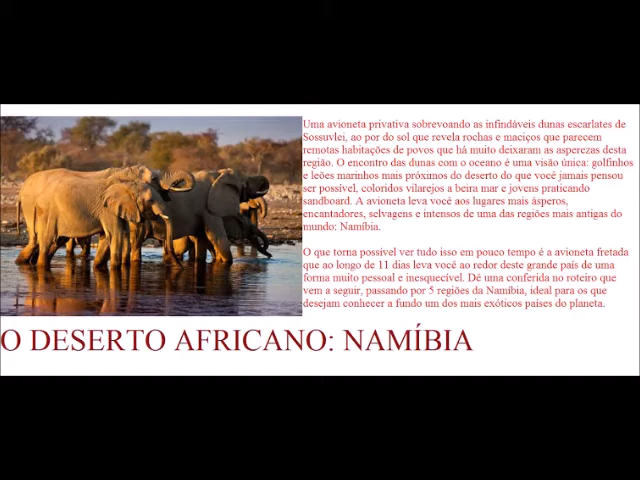 Uma avioneta privativa sobrevoando as infindáveis dunas escarlates de
Sossuvlei, ao por do sol que revela rochas e maciços que parecem
remotas habitações de povos que há muito deixaram as asperezas desta
região. O encontro das dunas com o oceano é uma visão única: golfinhos
e leões marinhos mais próximos do deserto do que você jamais pensou
ser possível, coloridos vilarejos a beira mar e jovens praticando
sandboard. A avioneta leva você aos lugares mais ásperos,
encantadores, selvagens e intensos de uma das regiões mais antigas do
mundo: Namíbia.
O que torna possível ver tudo isso em pouco tempo é a avioneta fretada
que ao longo de 11 dias leva você ao redor deste grande país de uma
forma muito pessoal e inesquecível. Dê uma conferida no roteiro que
vem a seguir, passando por 5 regiões da Namíbia, ideal para os que
desejam conhecer a fundo um dos mais exóticos países do planeta.
O DESERTO AFRICANO: NAMÍBIA